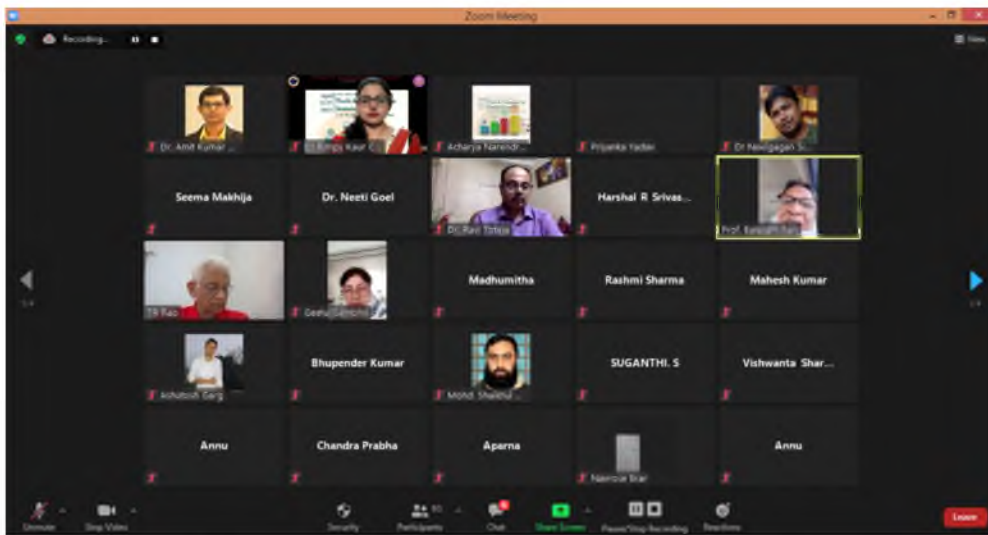 Zoom Meeting
Recording...
View
Dr. Amit Kumar ...
Acharya Narendr...
Priyanka Yadav
Seema Makhija
Dr. Neeti Goel
Dr. Ravi Toteja
Harshal R Srivas...
TR Rao
Madhumitha
Rashmi Sharma
Mahesh Kumar
Ashutosh Garg
Bhupender Kumar
SUGANTHI. S
Vishwanta Shar...
Annu
Chandra Prabha
Aparna
Annu
Unmute
Stop Video
Security
Participants
Chat
Share Screen
Pause/Stop Recording
Reactions
Leave